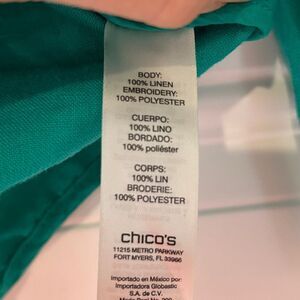 BODY:
100% LINEN
EMBROIDERY:
100% POLYESTER
CUERPO:
100% LINO
BORDADO:
100% poliéster
CORPS:
100% LIN
BRODERIE:
100% POLYESTER
chico's
11215 METRO PARKWAY
FORT MYERS, FL 33966
Importado en México por:
Importadora Globastic
S.A. de C.V.